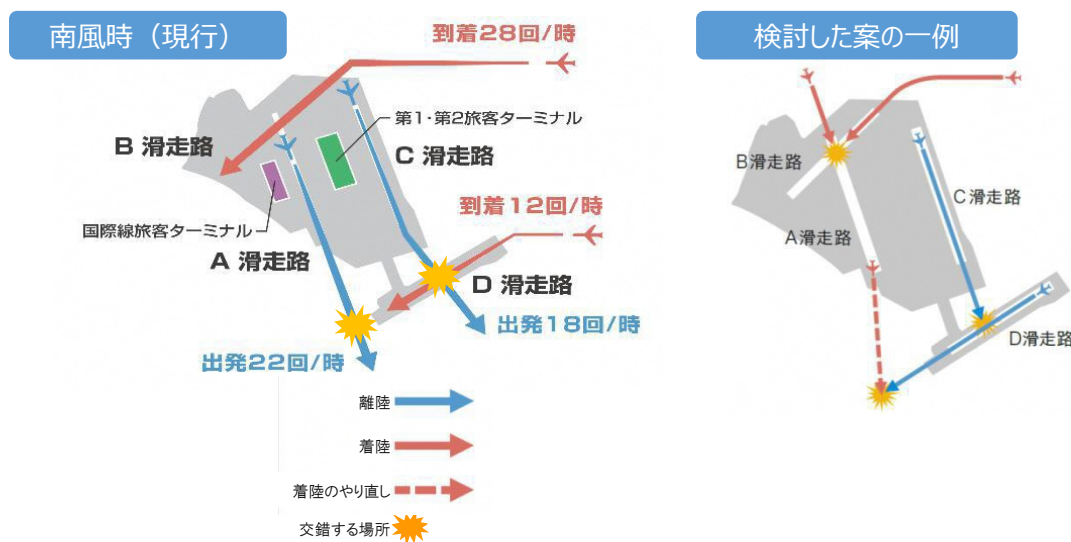 南風時（現行）
到着28回/時
第1・第2旅客ターミナル
B 滑走路
C 滑走路
到着12回/時
国際線旅客ターミナル
A 滑走路
D 滑走路
出発18回/時
出発22回/時
離陸
着陸
着陸のやり直し
交錯する場所
検討した案の一例
B滑走路
C滑走路
A滑走路
D滑走路